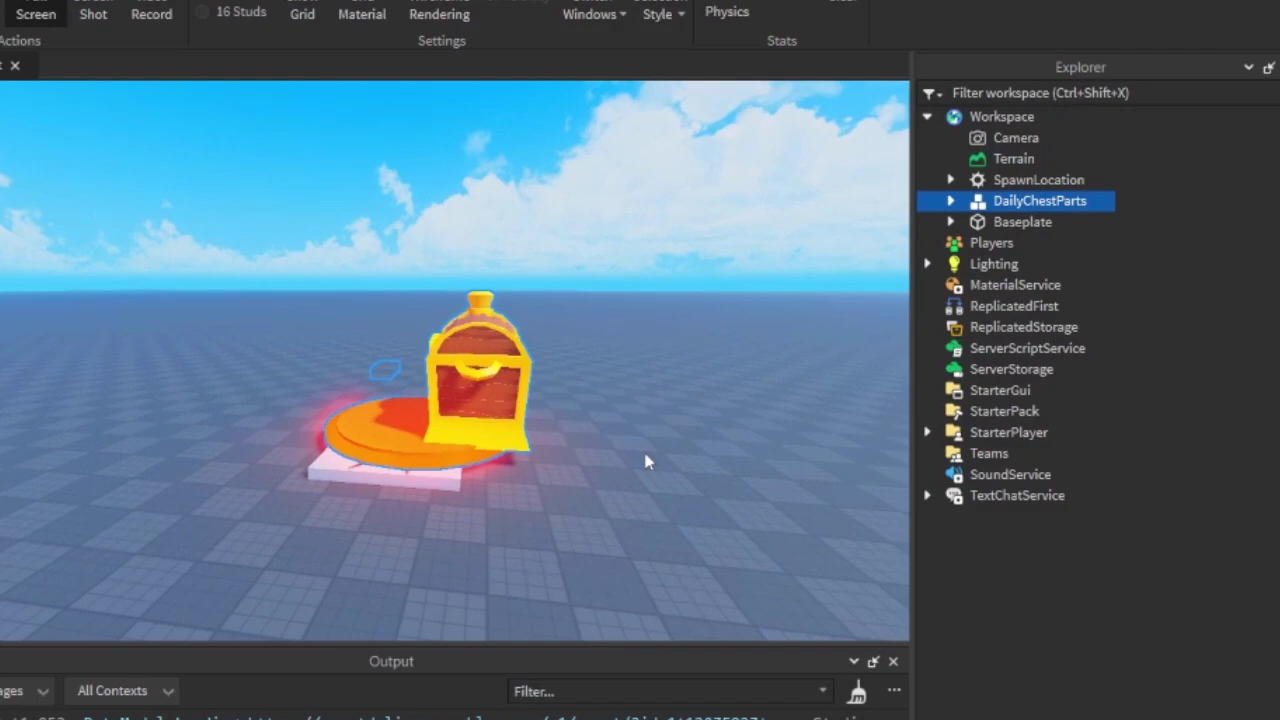 Screen
Shot
Record
16 Studs
Grid
Material
Rendering
Windows
Style
Physics
Actions
Settings
Stats
Explorer
Filter workspace (Ctrl+Shift+X)
Workspace
Camera
Terrain
SpawnLocation
DailyChestParts
Baseplate
Players
Lighting
MaterialService
ReplicatedFirst
ReplicatedStorage
ServerScriptService
ServerStorage
StarterGui
StarterPack
StarterPlayer
Teams
SoundService
TextChatService
Output
ages
All Contexts
Filter...